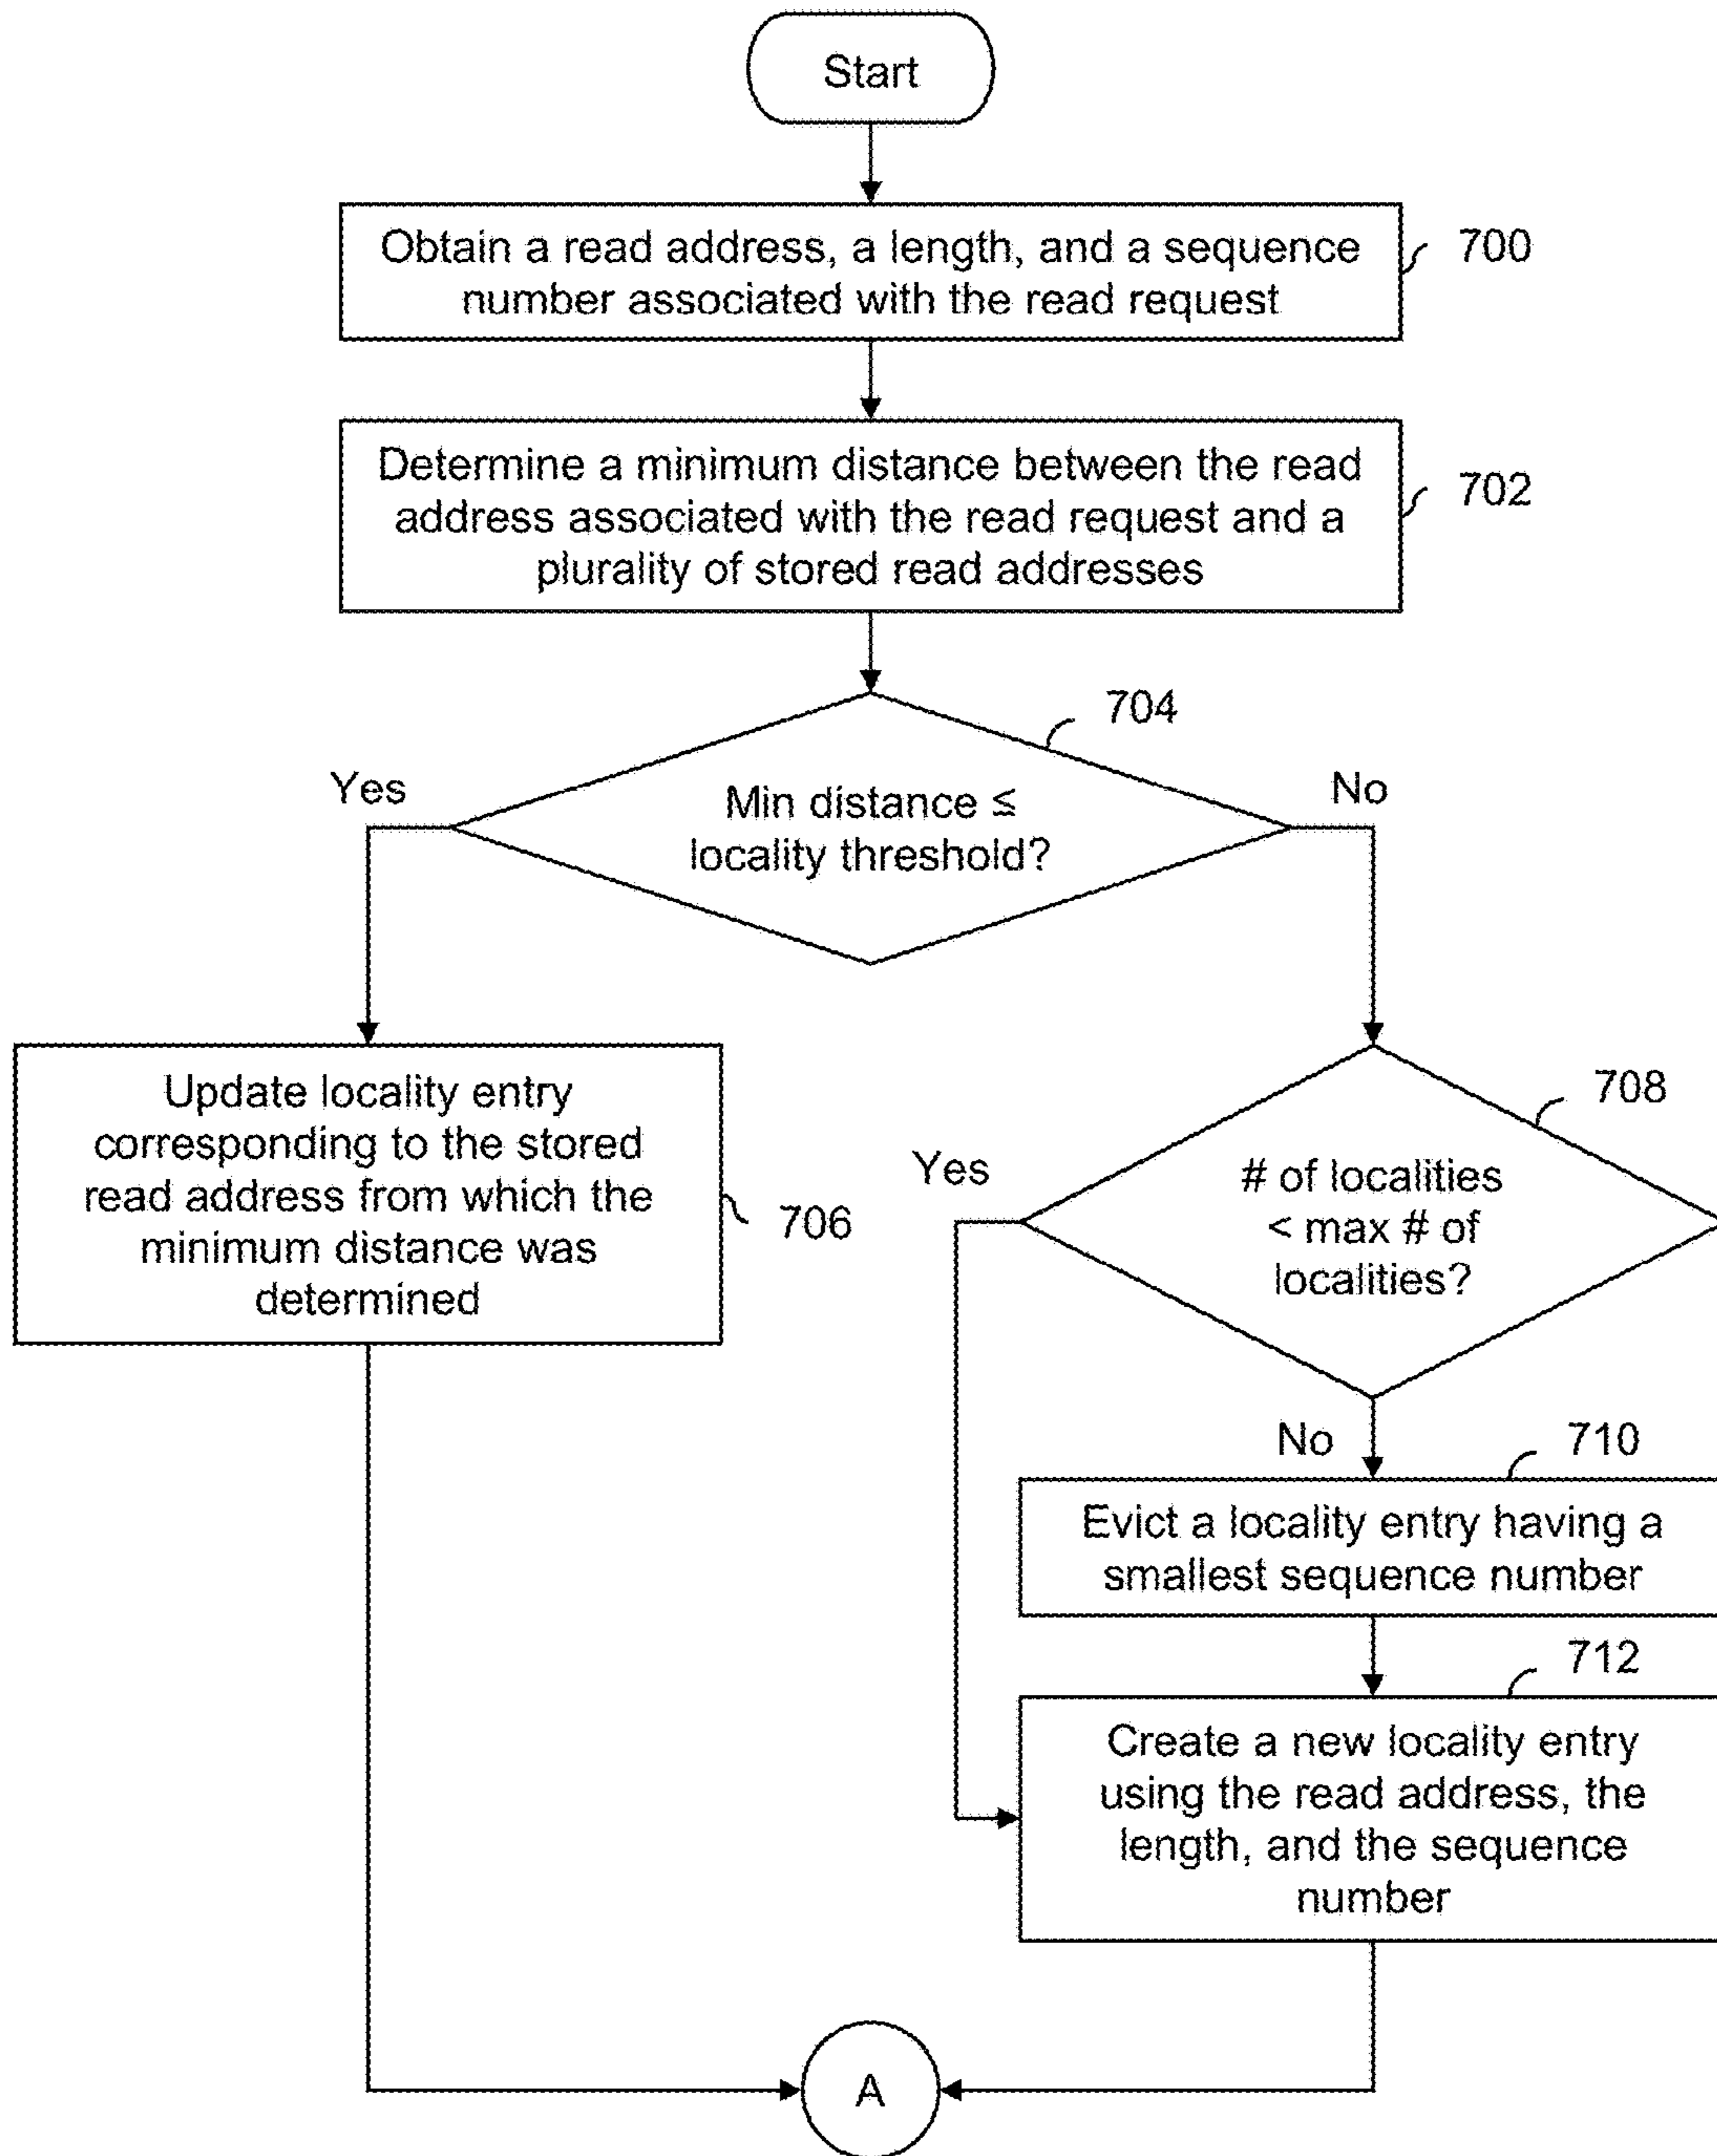 Start
Obtain a read address, a length, and a sequence
number associated with the read request
700
Determine a minimum distance between the read
address associated with the read request and a
plurality of stored read addresses
702
704
Yes
No
Min distance ≦
locality threshold?
Update locality entry
corresponding to the stored
read address from which the
minimum distance was
determined
706
708
Yes
# of localities
< max # of
localities?
No
710
Evict a locality entry having a
smallest sequence number
712
Create a new locality entry
using the read address, the
length, and the sequence
number
A